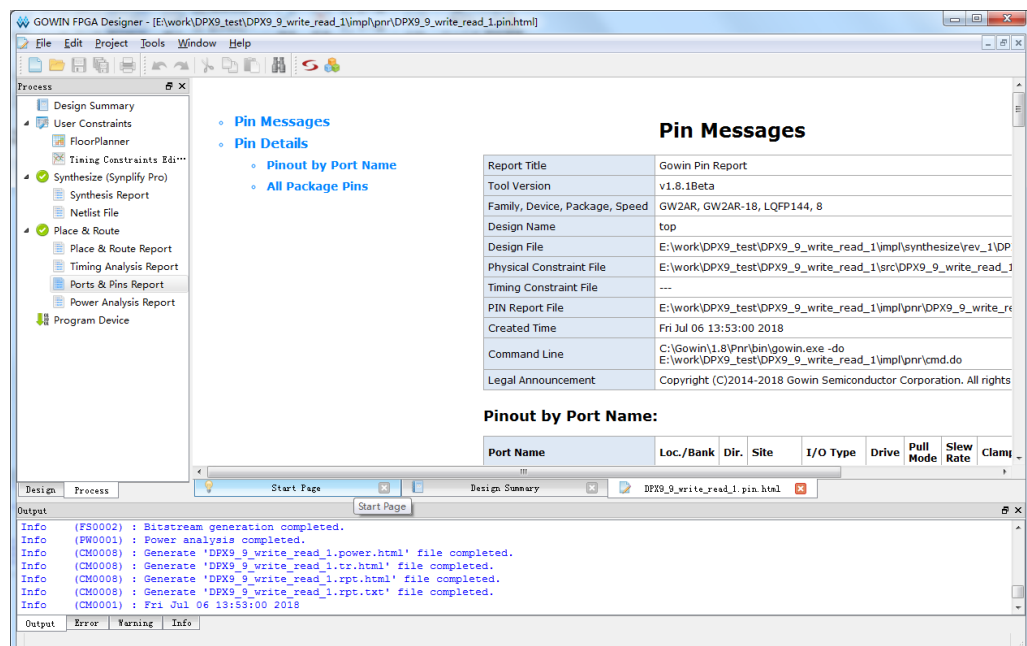 GOWIN FPGA Designer - [E:\work\DPX9_test\DPX9_9_write_read_1\impl\pnr\DPX9_9_write_read_1.pin.html]
File Edit Project Tools Window Help
Process
Design Summary
User Constraints
FloorPlanner
Timing Constraints Edi...
Synthesize (Synplify Pro)
Synthesis Report
Netlist File
Place & Route
Place & Route Report
Timing Analysis Report
Ports & Pins Report
Power Analysis Report
Program Device
Design Process
Pin Messages
Pin Details
Pinout by Port Name
All Package Pins
Pin Messages
Report Title Gowin Pin Report
Tool Version v1.8.1Beta
Family, Device, Package, Speed GW2AR, GW2AR-18, LQFP144, 8
Design Name top
Design File E:\work\DPX9_test\DPX9_9_write_read_1\impl\synthesize\rev_1\DP
Physical Constraint File E:\work\DPX9_test\DPX9_9_write_read_1\src\DPX9_9_write_read_1
Timing Constraint File ---
PIN Report File E:\work\DPX9_test\DPX9_9_write_read_1\impl\pnr\DPX9_9_write_re
Created Time Fri Jul 06 13:53:00 2018
Command Line C:\Gowin\1.8\Pnr\bin\gowin.exe -do
E:\work\DPX9_test\DPX9_9_write_read_1\impl\pnr\cmd.do
Legal Announcement Copyright (C)2014-2018 Gowin Semiconductor Corporation. All rights
Pinout by Port Name:
Port Name Loc./Bank Dir. Site I/O Type Drive Pull Mode Slew Rate Clamp
Start Page Design Summary DPX9_9_write_read_1.pin.html
Start Page
Output
Info (FS0002) : Bitstream generation completed.
Info (PW0001) : Power analysis completed.
Info (CM0008) : Generate 'DPX9_9_write_read_1.power.html' file completed.
Info (CM0008) : Generate 'DPX9_9_write_read_1.tr.html' file completed.
Info (CM0008) : Generate 'DPX9_9_write_read_1.rpt.html' file completed.
Info (CM0008) : Generate 'DPX9_9_write_read_1.rpt.txt' file completed.
Info (CM0001) : Fri Jul 06 13:53:00 2018
Output Error Warning Info